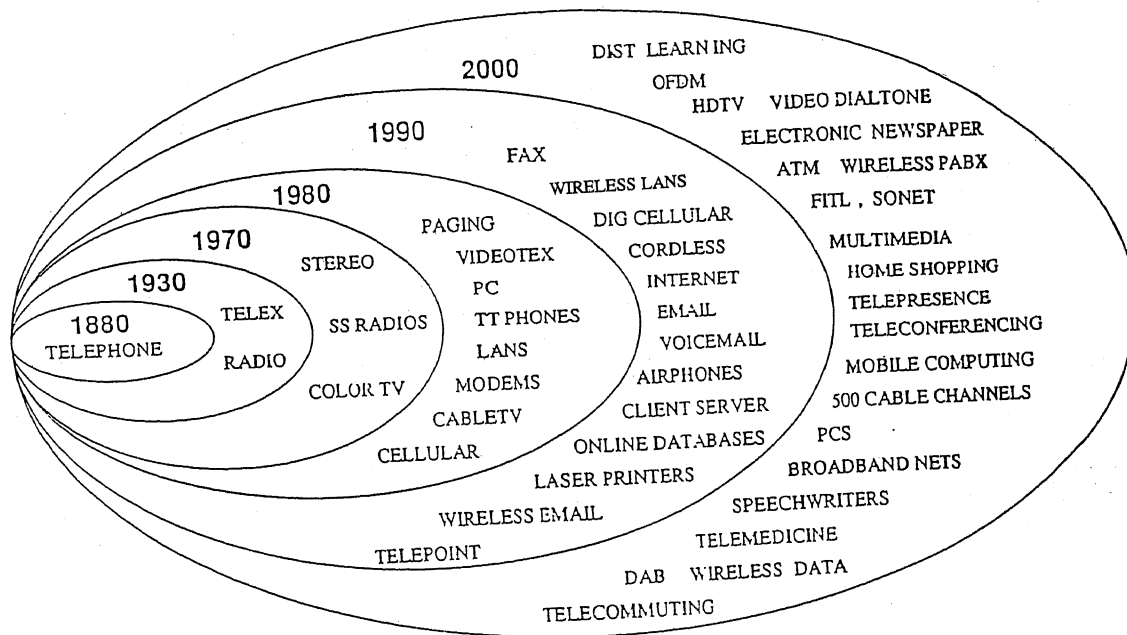 1880
TELEPHONE
1930
TELEX
RADIO
1970
STEREO
SS RADIOS
COLOR TV
1980
PAGING
VIDEOTEX
PC
TT PHONES
LANS
MODEMS
CABLETV
CELLULAR
1990
FAX
WIRELESS LANS
DIG CELLULAR
CORDLESS
INTERNET
EMAIL
VOICEMAIL
AIRPHONES
CLIENT SERVER
ONLINE DATABASES
LASER PRINTERS
WIRELESS EMAIL
TELEPOINT
2000
DIST LEARNING
OFDM
HDTV VIDEO DIALTONE
ELECTRONIC NEWSPAPER
ATM WIRELESS PABX
FITL , SONET
MULTIMEDIA
HOME SHOPPING
TELEPRESENCE
TELECONFERENCING
MOBILE COMPUTING
500 CABLE CHANNELS
PCS
BROADBAND NETS
SPEECHWRITERS
TELEMEDICINE
DAB WIRELESS DATA
TELECOMMUTING